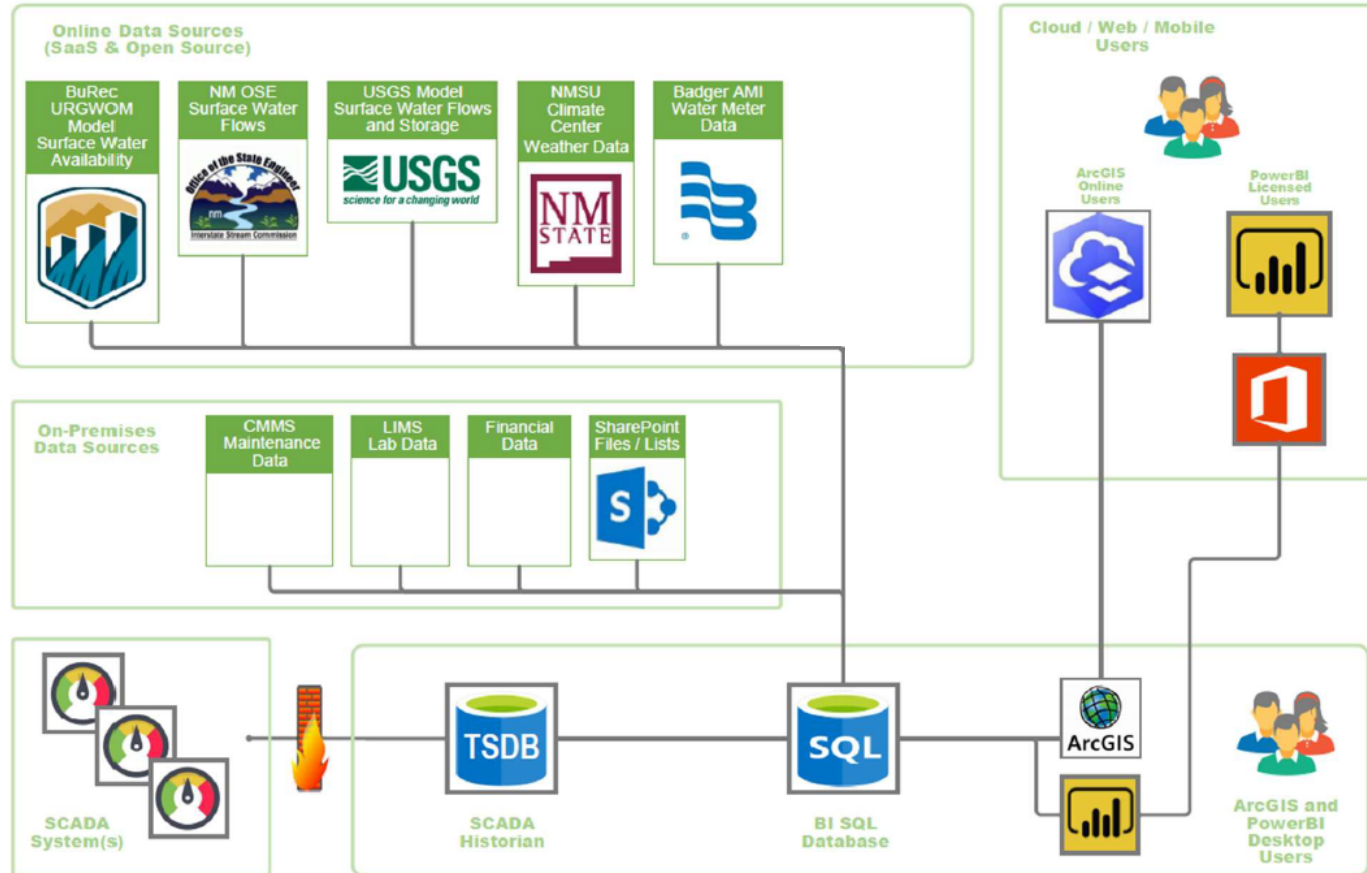 Online Data Sources
(SaaS & Open Source)
BuRec
URGWOM
Model
Surface Water
Availability
NM OSE
Surface Water
Flows
Office of the State Engineer
nm
Interstate Stream Commission
USGS Model
Surface Water Flows
and Storage
USGS
science for a changing world
NMSU
Climate
Center
Weather Data
NM
STATE
Badger AMI
Water Meter
Data
®
Cloud / Web / Mobile
Users
ArcGIS
Online
Users
PowerBI
Licensed
Users
On-Premises
Data Sources
CMMS
Maintenance
Data
LIMS
Lab Data
Financial
Data
SharePoint
Files / Lists
S
SCADA
System(s)
TSDB
SCADA
Historian
SQL
BI SQL
Database
ArcGIS
ArcGIS and
PowerBI
Desktop
Users